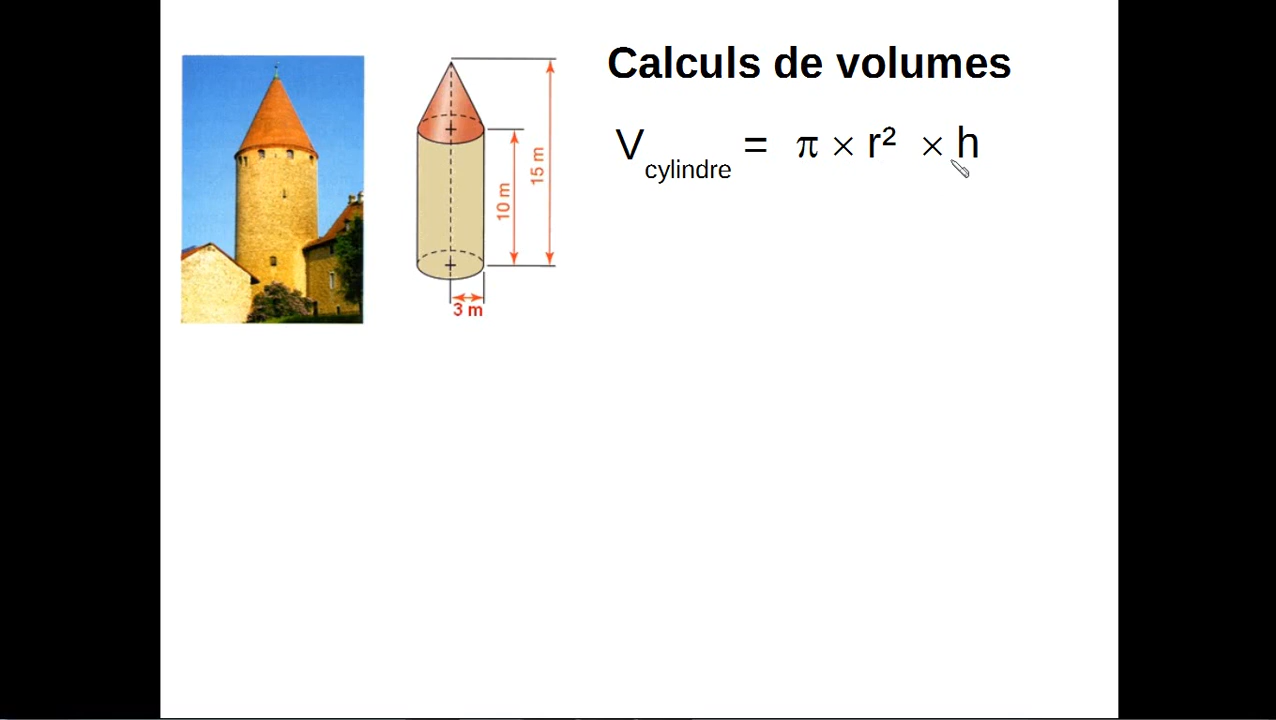 Calculs de volumes
V cylindre = π × r² × h
15 m
10 m
3 m